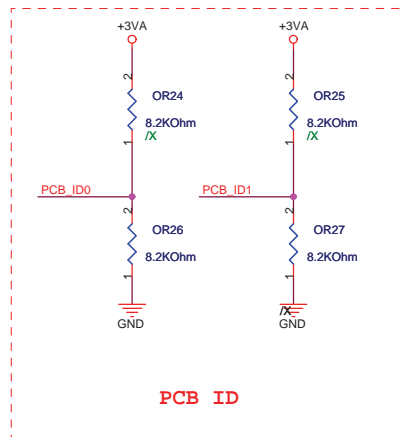 +3VA +3VA
2 2
OR24 OR25
8.2KOhm 8.2KOhm
/X /X
1 1
PCB_ID0 PCB_ID1
2 2
OR26 OR27
8.2KOhm 8.2KOhm
1 1
/X
GND GND
PCB ID